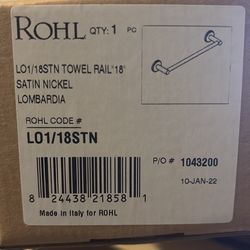 ROHL QTY: 1 PC
LO1/18STN TOWEL RAIL"18"
SATIN NICKEL
LOMBARDIA
ROHL CODE #
LO1/18STN
P/O # 1043200
10-JAN-22
8 24438 21858 1
Made in Italy for ROHL